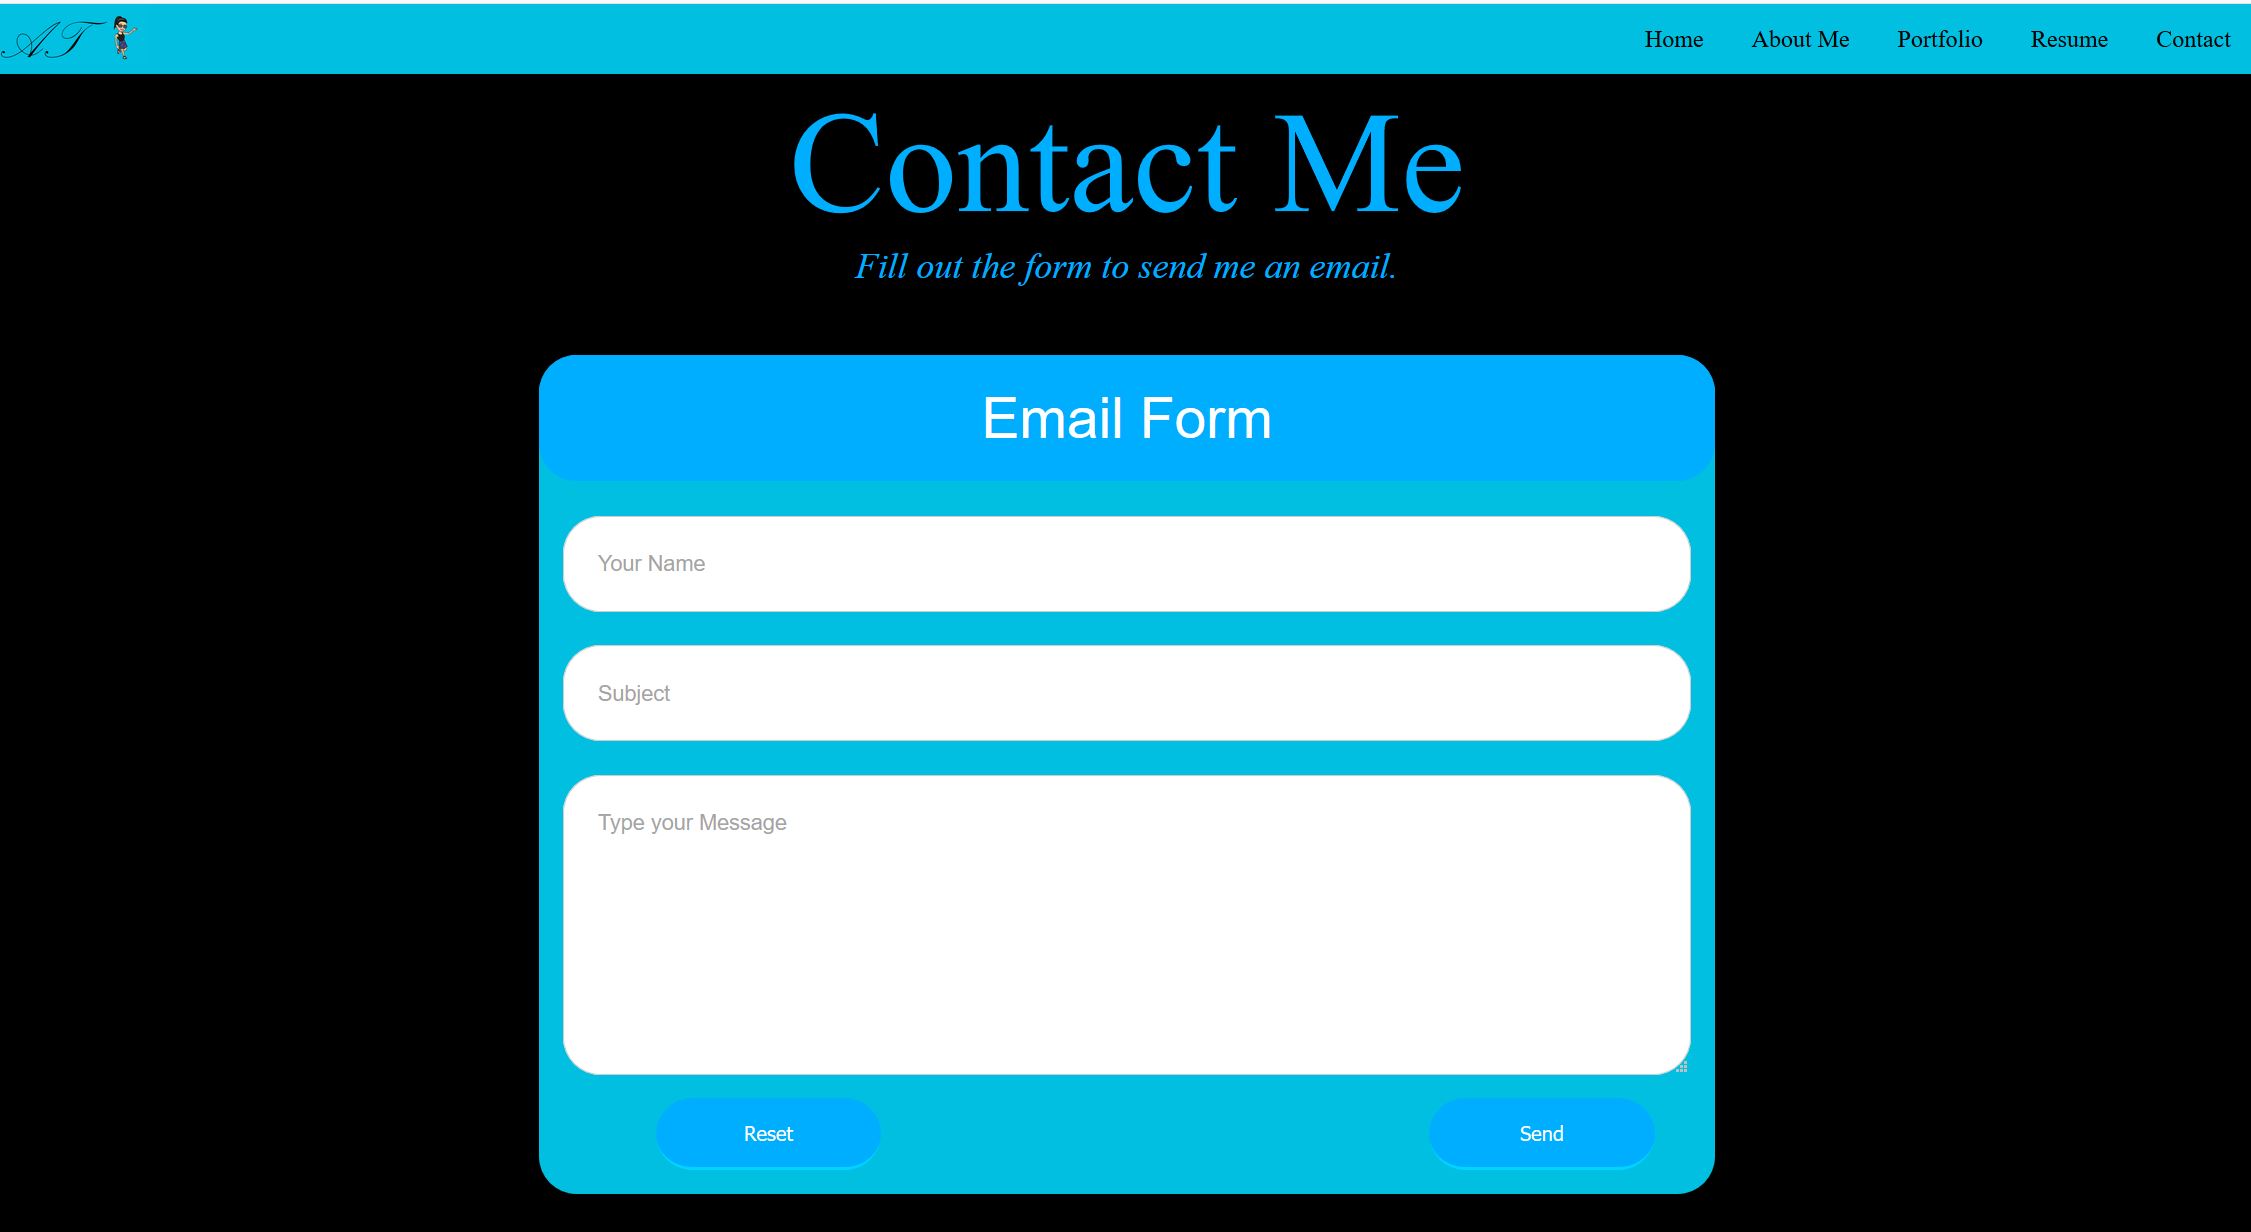 AT
Home About Me Portfolio Resume Contact
Contact Me
Fill out the form to send me an email.
Email Form
Your Name
Subject
Type your Message
Reset Send